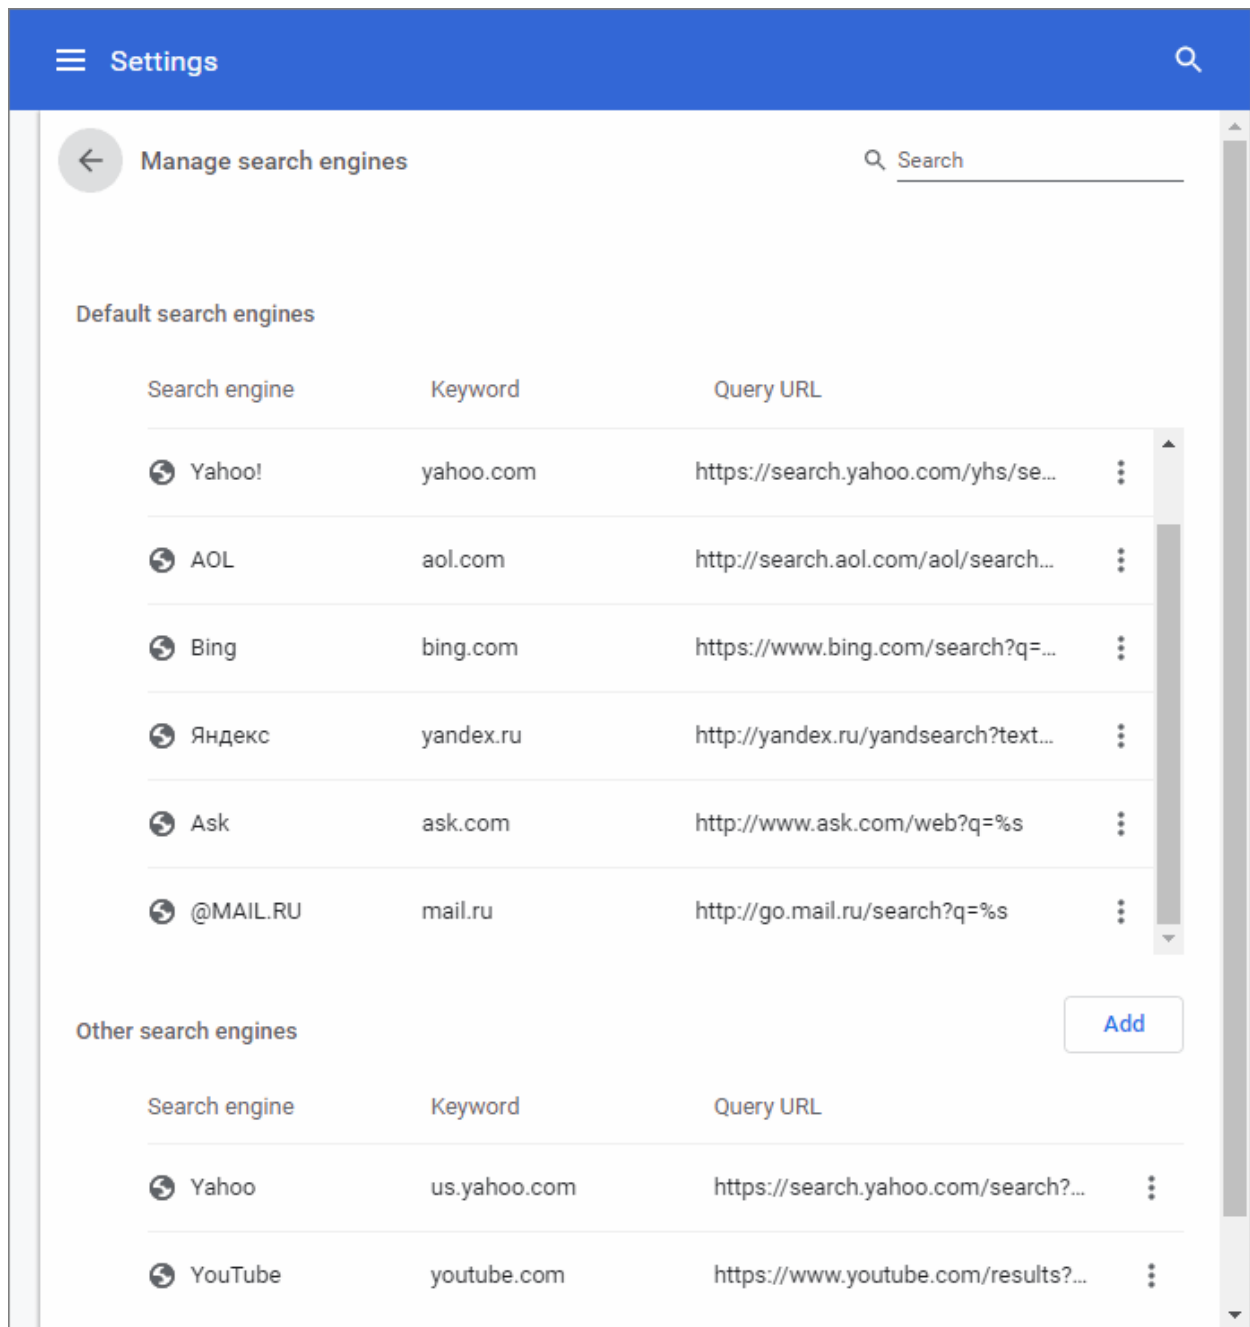 Settings
Manage search engines
Search
Default search engines
Search engine Keyword Query URL
Yahoo! yahoo.com https://search.yahoo.com/yhs/se...
AOL aol.com http://search.aol.com/aol/search...
Bing bing.com https://www.bing.com/search?q=...
Яндекс yandex.ru http://yandex.ru/yandsearch?text...
Ask ask.com http://www.ask.com/web?q=%s
@MAIL.RU mail.ru http://go.mail.ru/search?q=%s
Other search engines
Add
Search engine Keyword Query URL
Yahoo us.yahoo.com https://search.yahoo.com/search?...
YouTube youtube.com https://www.youtube.com/results?...